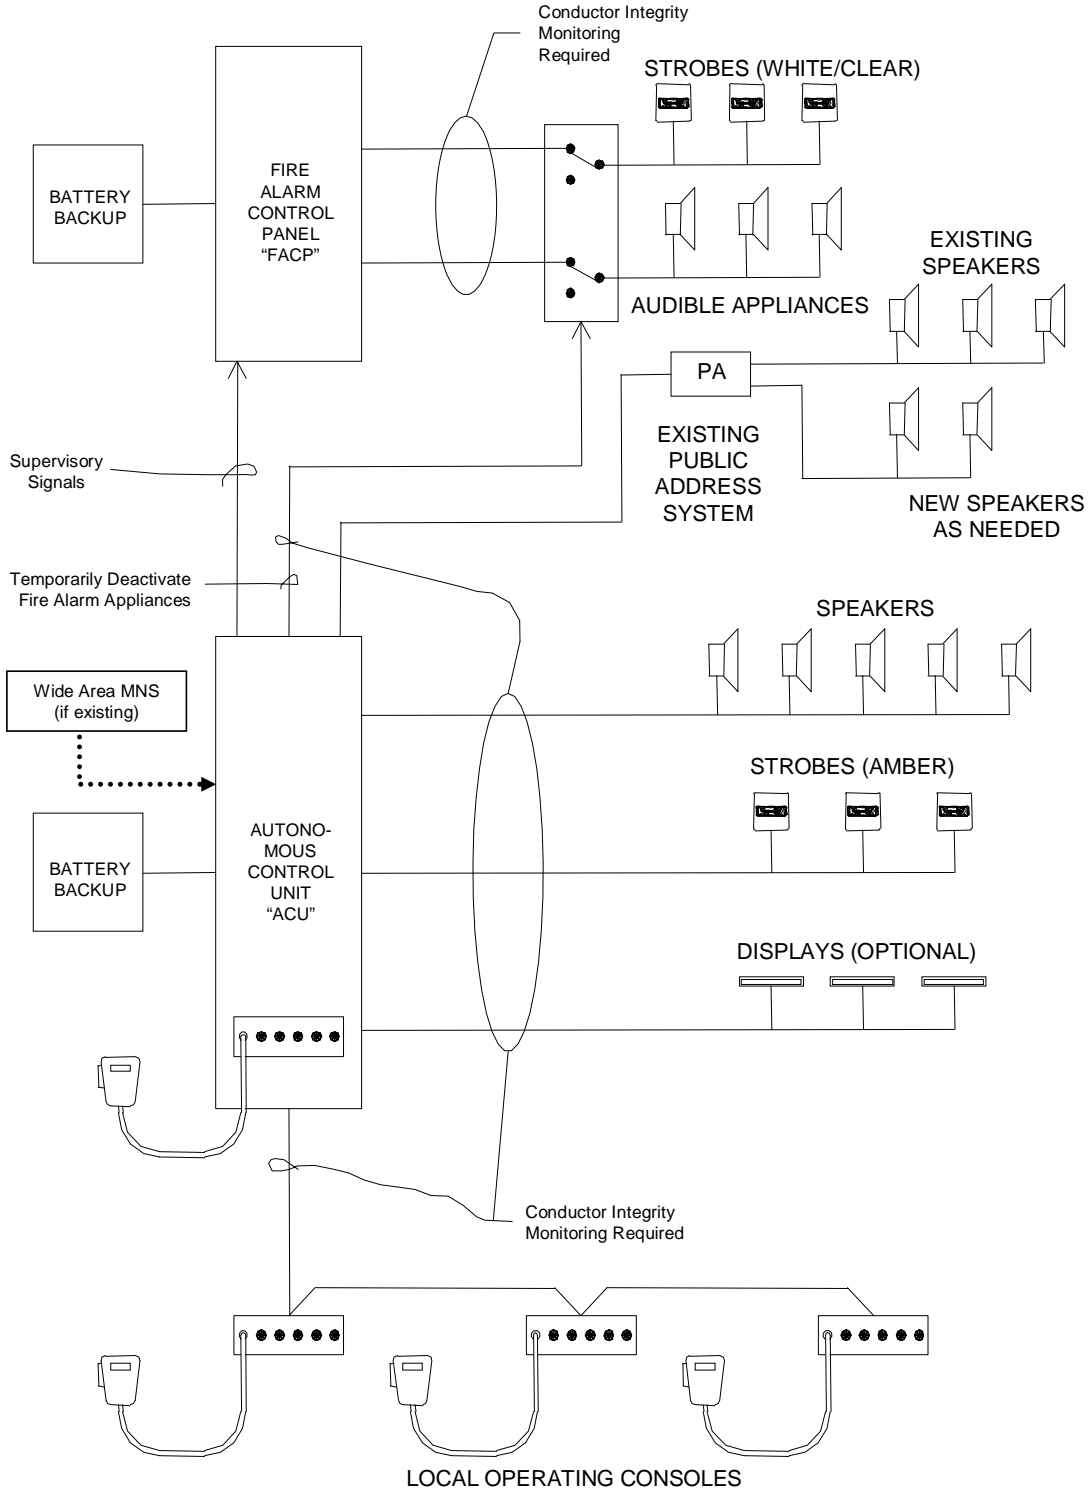 Conductor Integrity
Monitoring
Required
STROBES (WHITE/CLEAR)
BATTERY
BACKUP
FIRE
ALARM
CONTROL
PANEL
“FACP”
AUDIBLE APPLIANCES
EXISTING
SPEAKERS
PA
EXISTING
PUBLIC
ADDRESS
SYSTEM
NEW SPEAKERS
AS NEEDED
Supervisory
Signals
Temporarily Deactivate
Fire Alarm Appliances
SPEAKERS
Wide Area MNS
(if existing)
STROBES (AMBER)
BATTERY
BACKUP
AUTONO-
MOUS
CONTROL
UNIT
“ACU”
DISPLAYS (OPTIONAL)
Conductor Integrity
Monitoring Required
LOCAL OPERATING CONSOLES